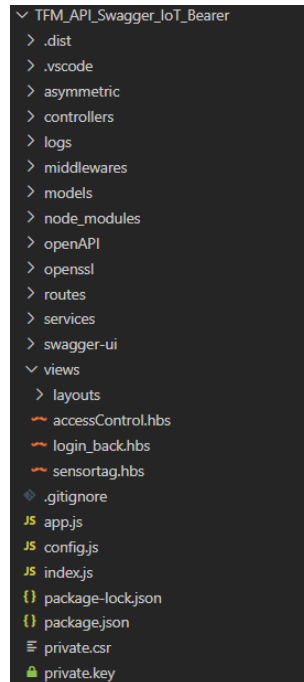 TFM_API_Swagger_IoT_Bearer
.dist
.vscode
asymmetric
controllers
logs
middlewares
models
node_modules
openAPI
openssl
routes
services
swagger-ui
views
layouts
accessControl.hbs
login_back.hbs
sensortag.hbs
.gitignore
JS app.js
JS config.js
JS index.js
{} package-lock.json
{} package.json
private.csr
private.key